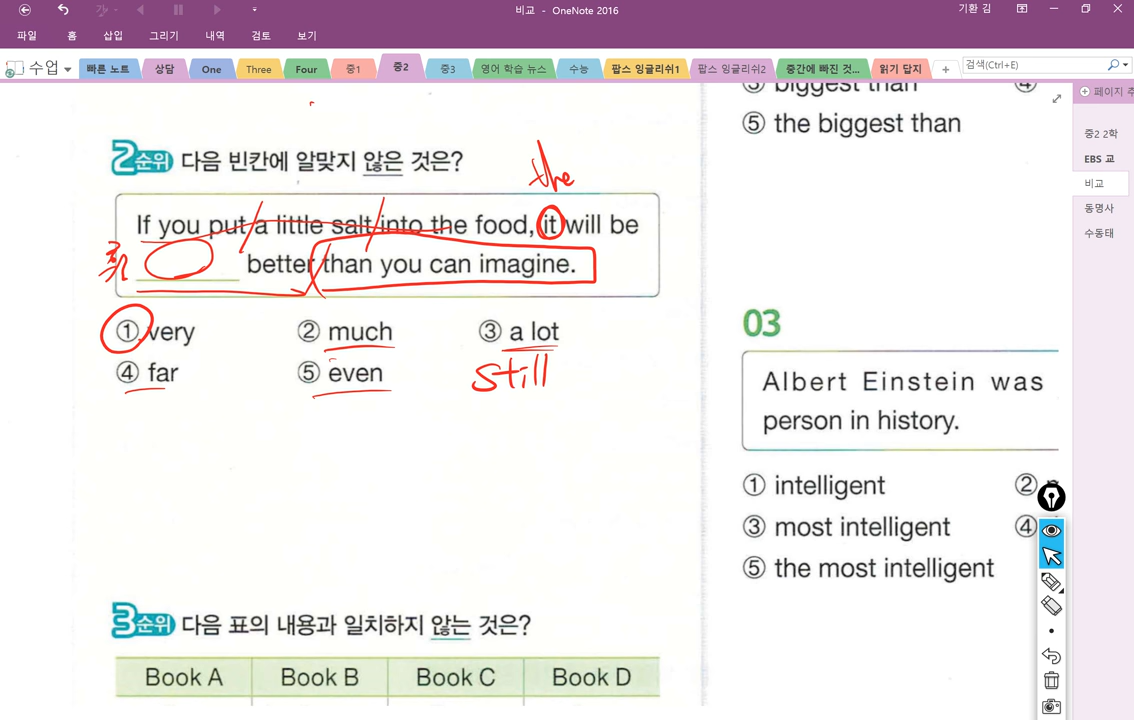 비교 - OneNote 2016
기환 김
파일 홈 삽입 그리기 내역 검토 보기
수업 빠른 노트 상담 One Three Four 중1 중2 중3 영어 학습 뉴스 수능 팝스 잉글리쉬1 팝스 잉글리쉬2 중간에 빠진 것... 읽기 답지 + 검색(Ctrl+E)
페이지 추
중2 2학
EBS 교
비교
동명사
수동태
2순위 다음 빈칸에 알맞지 않은 것은?
the
If you put a little salt into the food, it will be
better than you can imagine.
① very ② much ③ a lot
④ far ⑤ even still
3순위 다음 표의 내용과 일치하지 않는 것은?
Book A Book B Book C Book D
③ biggest than ④
⑤ the biggest than
03
Albert Einstein was
person in history.
① intelligent ②
③ most intelligent ④
⑤ the most intelligent